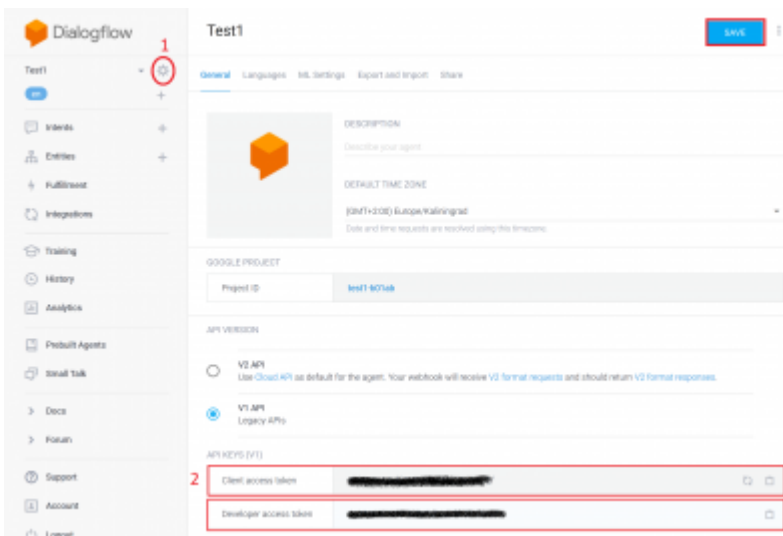 Dialogflow
1
Test1
en
Intents
Entities
Fulfillment
Integrations
Training
History
Analytics
Prebuilt Agents
Small Talk
Docs
Forum
Support
Account
Logout
Test1
SAVE
General Languages ML Settings Export and Import Share
DESCRIPTION
Describe your agent
DEFAULT TIME ZONE
(GMT+2:00) Europe/Kaliningrad
Date and time requests are resolved using this timezone.
GOOGLE PROJECT
Project ID
API VERSION
V2 API
Use Cloud API as default for the agent. Your webhook will receive V2 format requests and should return V2 format responses.
V1 API
Legacy APIs
API KEYS (V1)
2
Client access token
Developer access token